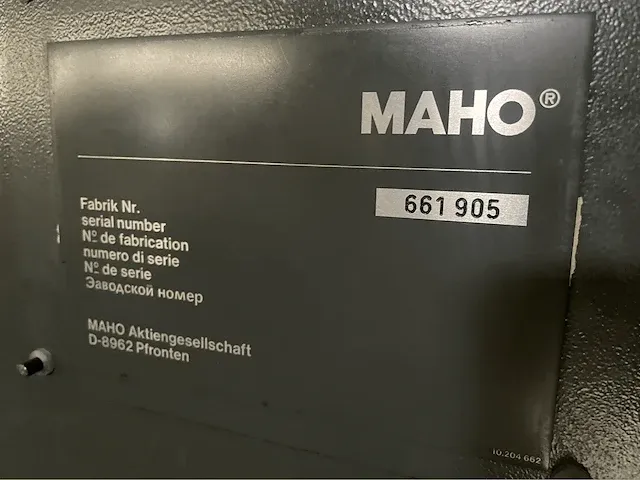 MAHO®
661 905
Fabrik Nr.
serial number
Nº de fabrication
numero di serie
Nº de serie
Заводской номер
MAHO Aktiengesellschaft
D-8962 Pfronten
10.204 662